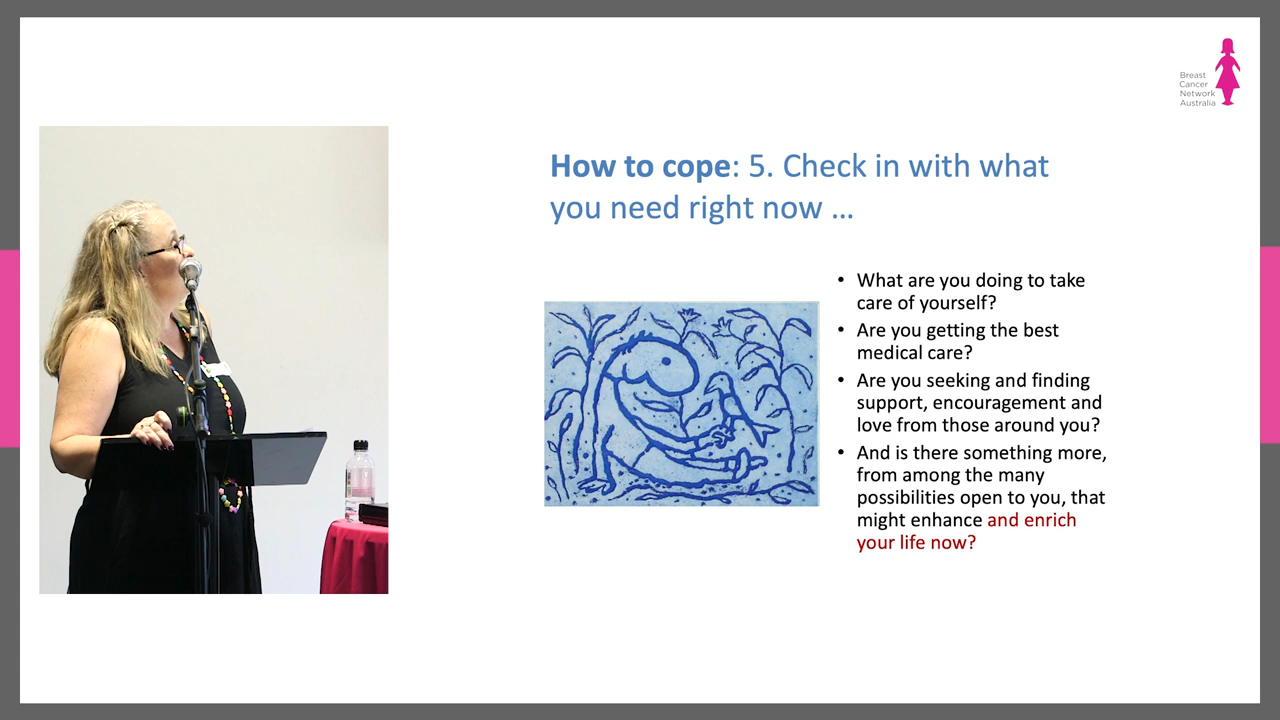 Breast
Cancer
Network
Australia
How to cope: 5. Check in with what
you need right now ...
• What are you doing to take
care of yourself?
• Are you getting the best
medical care?
• Are you seeking and finding
support, encouragement and
love from those around you?
• And is there something more,
from among the many
possibilities open to you, that
might enhance and enrich
your life now?